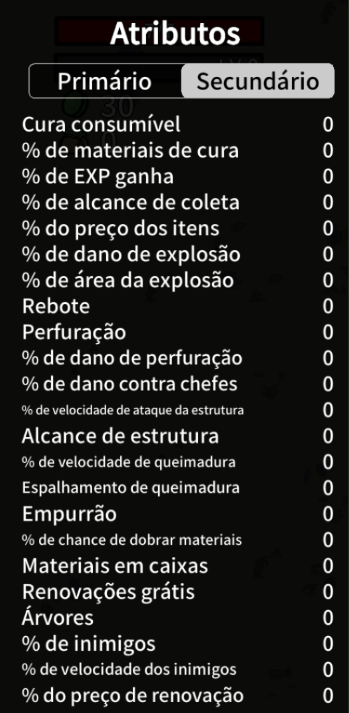 Atributos
Primário Secundário
30
Cura consumível 0
% de materiais de cura 0
% de EXP ganha 0
% de alcance de coleta 0
% do preço dos itens 0
% de dano de explosão 0
% de área da explosão 0
Rebote 0
Perfuração 0
% de dano de perfuração 0
% de dano contra chefes 0
% de velocidade de ataque da estrutura 0
Alcance de estrutura 0
% de velocidade de queimadura 0
Espalhamento de queimadura 0
Empurrão 0
% de chance de dobrar materiais 0
Materiais em caixas 0
Renovações grátis 0
Árvores 0
% de inimigos 0
% de velocidade dos inimigos 0
% do preço de renovação 0